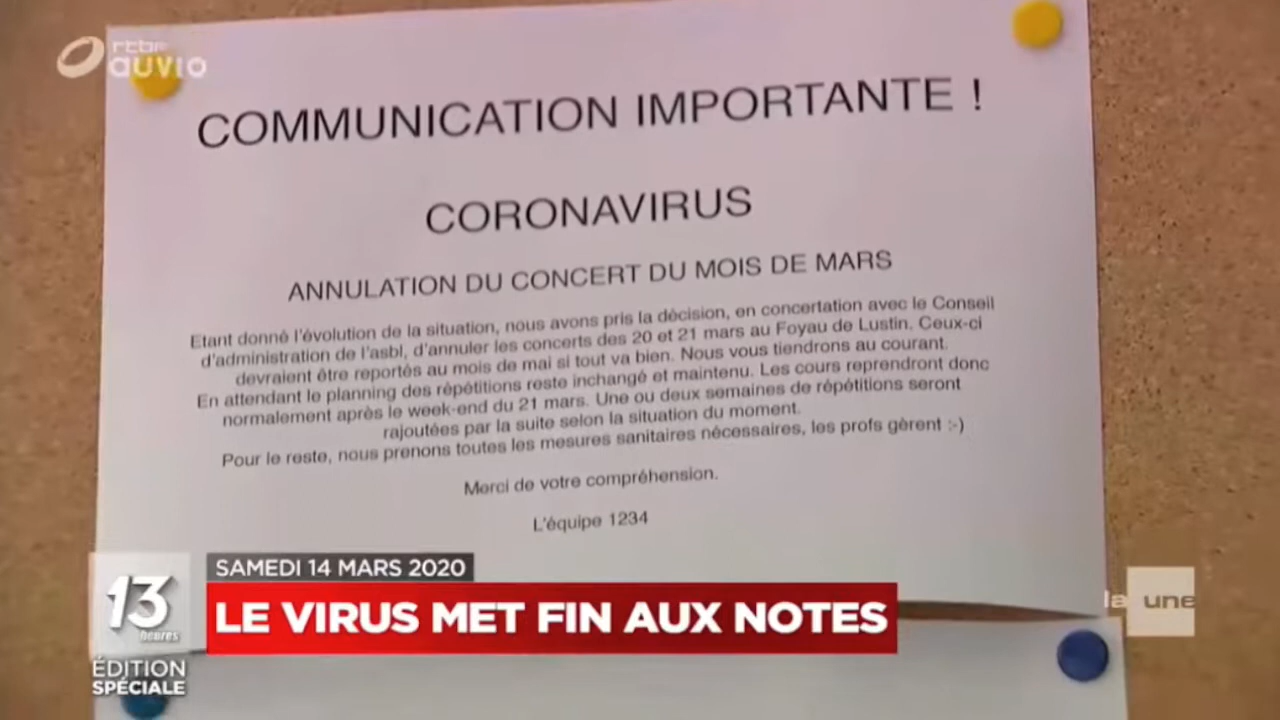 rtbf
auvio
COMMUNICATION IMPORTANTE !
CORONAVIRUS
ANNULATION DU CONCERT DU MOIS DE MARS
Etant donné l'évolution de la situation, nous avons pris la décision, en concertation avec le Conseil
d'administration de l'asbl, d'annuler les concerts des 20 et 21 mars au Foyau de Lustin. Ceux-ci
devraient être reportés au mois de mai si tout va bien. Nous vous tiendrons au courant.
En attendant le planning des répétitions reste inchangé et maintenu. Les cours reprendront donc
normalement après le week-end du 21 mars. Une ou deux semaines de répétitions seront
rajoutées par la suite selon la situation du moment.
Pour le reste, nous prenons toutes les mesures sanitaires nécessaires, les profs gèrent :-)
Merci de votre compréhension.
L'équipe 1234
SAMEDI 14 MARS 2020
13 heures
LE VIRUS MET FIN AUX NOTES
la une
ÉDITION
SPÉCIALE